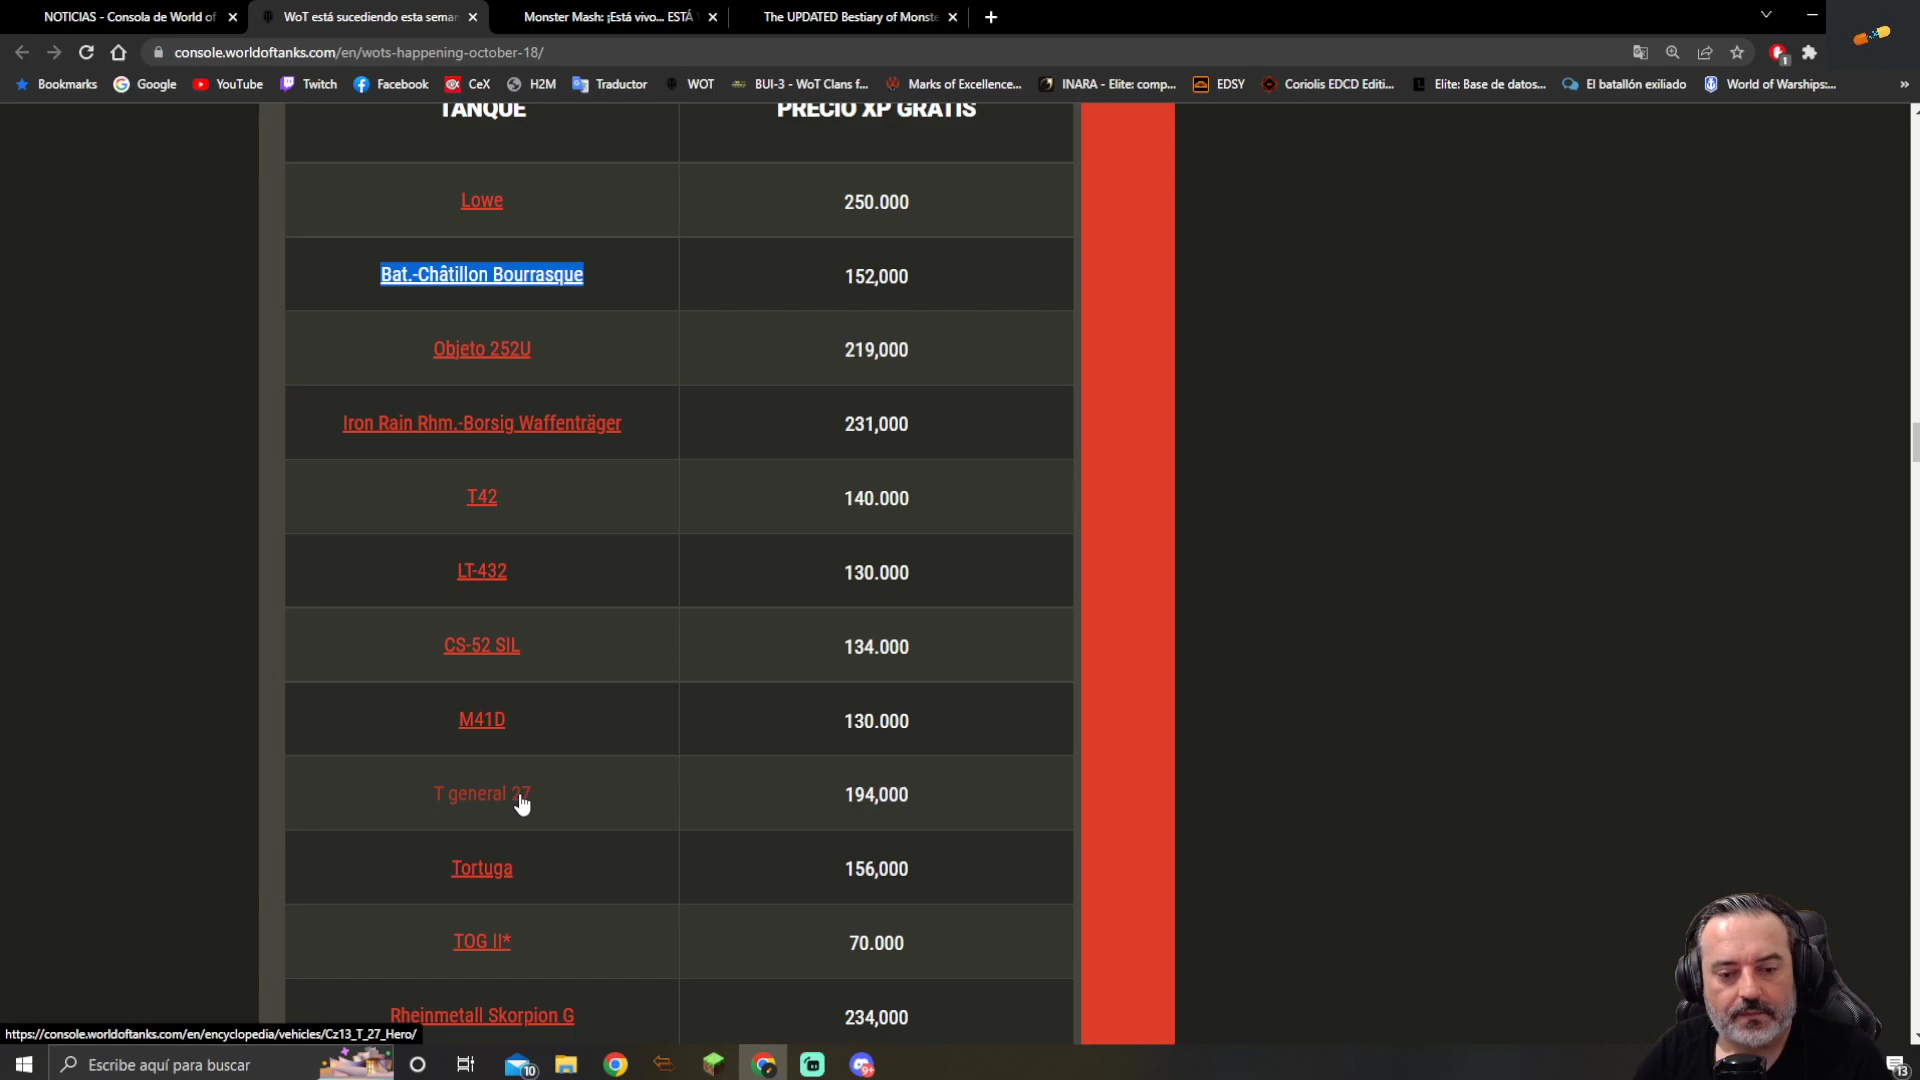 NOTICIAS - Consola de World of
WoT está sucediendo esta semar
Monster Mash: ¡Está vivo... ESTÁ
The UPDATED Bestiary of Monste
console.worldoftanks.com/en/wots-happening-october-18/
1
Bookmarks
Google
YouTube
Twitch
Facebook
CeX
H2M
Traductor
WOT
BUI-3 - WoT Clans f...
Marks of Excellence...
INARA - Elite: comp...
EDSY
Coriolis EDCD Editi...
Elite: Base de datos...
El batallón exiliado
World of Warships:...
»
TANQUE PRECIO XP GRATIS
Lowe 250.000
Bat.-Châtillon Bourrasque 152,000
Objeto 252U 219,000
Iron Rain Rhm.-Borsig Waffenträger 231,000
T42 140.000
LT-432 130.000
CS-52 SIL 134.000
M41D 130.000
T general 27 194,000
Tortuga 156,000
TOG II* 70.000
Rheinmetall Skorpion G 234,000
https://console.worldoftanks.com/en/encyclopedia/vehicles/Cz13_T_27_Hero/
Escribe aquí para buscar
10
9+
13